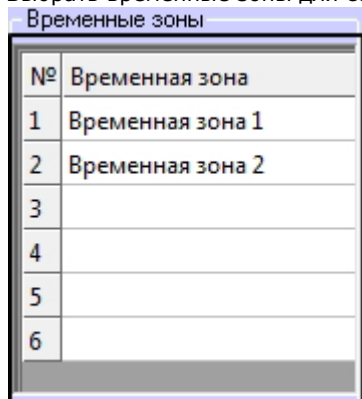 Временные зоны
№ Временная зона
1 Временная зона 1
2 Временная зона 2
3
4
5
6